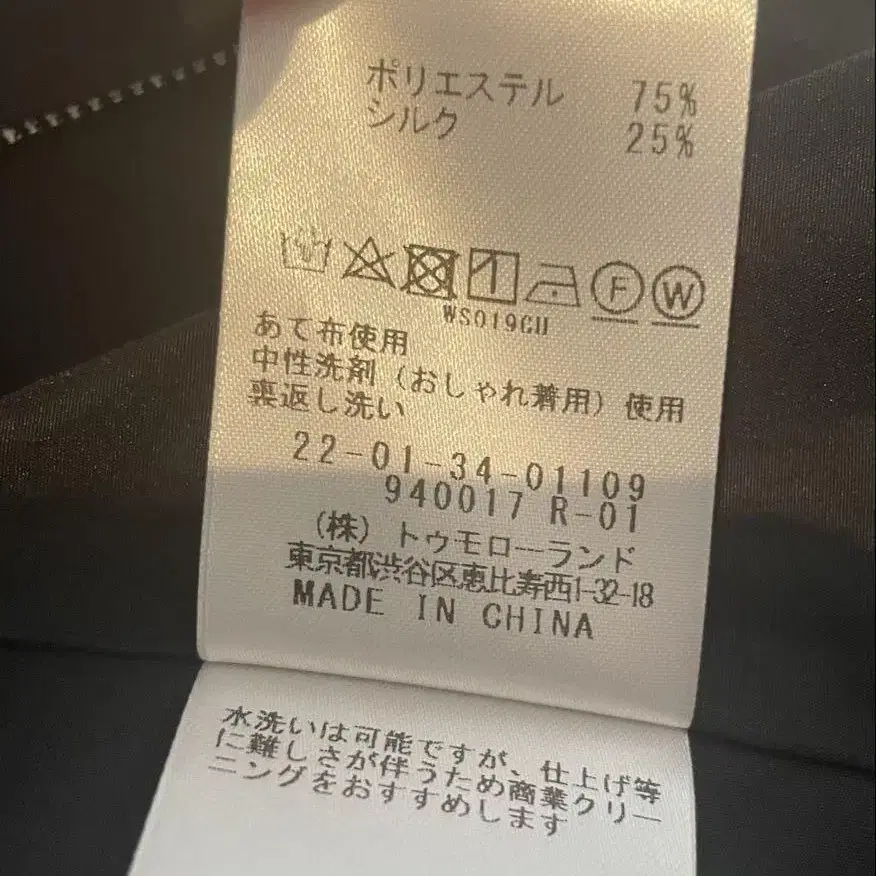 ポリエステル 75%
シルク 25%
F W
WS019GU
あて布使用
中性洗剤(おしゃれ着用)使用
裏返し洗い
22-01-34-01109
940017 R-01
(株)トゥモローランド
東京都渋谷区恵比寿西1-32-18
MADE IN CHINA
水洗いは可能ですが、仕上げ等
に難しさが伴うため商業クリー
ニングをおすすめします